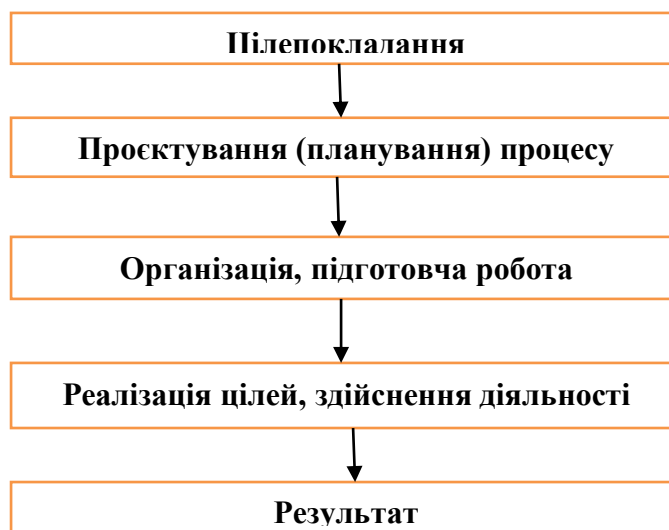 Цілепокладання
Проєктування (планування) процесу
Організація, підготовча робота
Реалізація цілей, здійснення діяльності
Результат